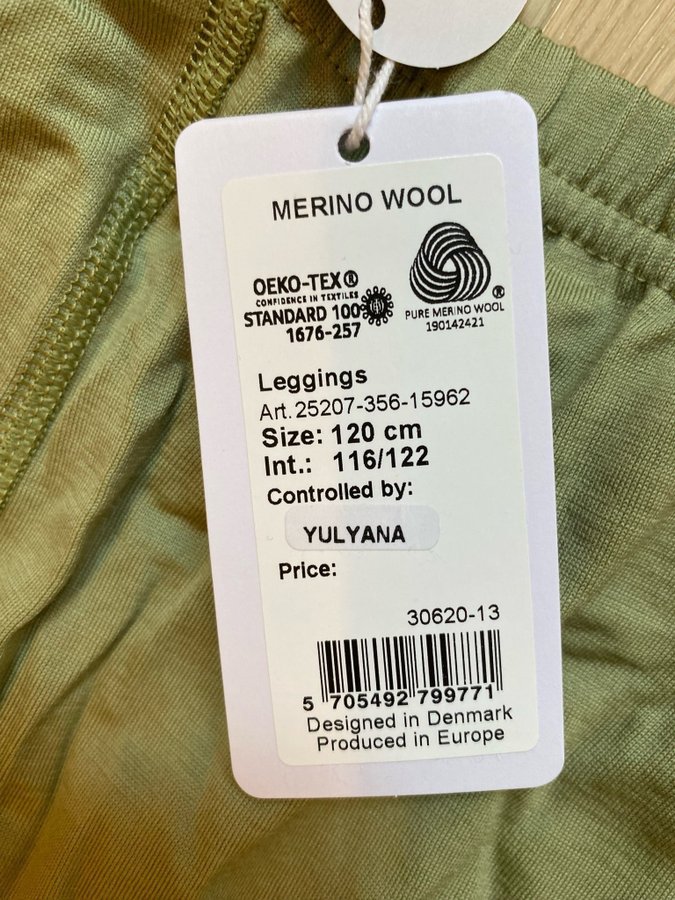 MERINO WOOL
OEKO-TEX®
CONFIDENCE IN TEXTILES
STANDARD 100
1676-257
®
PURE MERINO WOOL
190142421
Leggings
Art. 25207-356-15962
Size: 120 cm
Int.: 116/122
Controlled by:
YULYANA
Price:
30620-13
5 705492 799771
Designed in Denmark
Produced in Europe